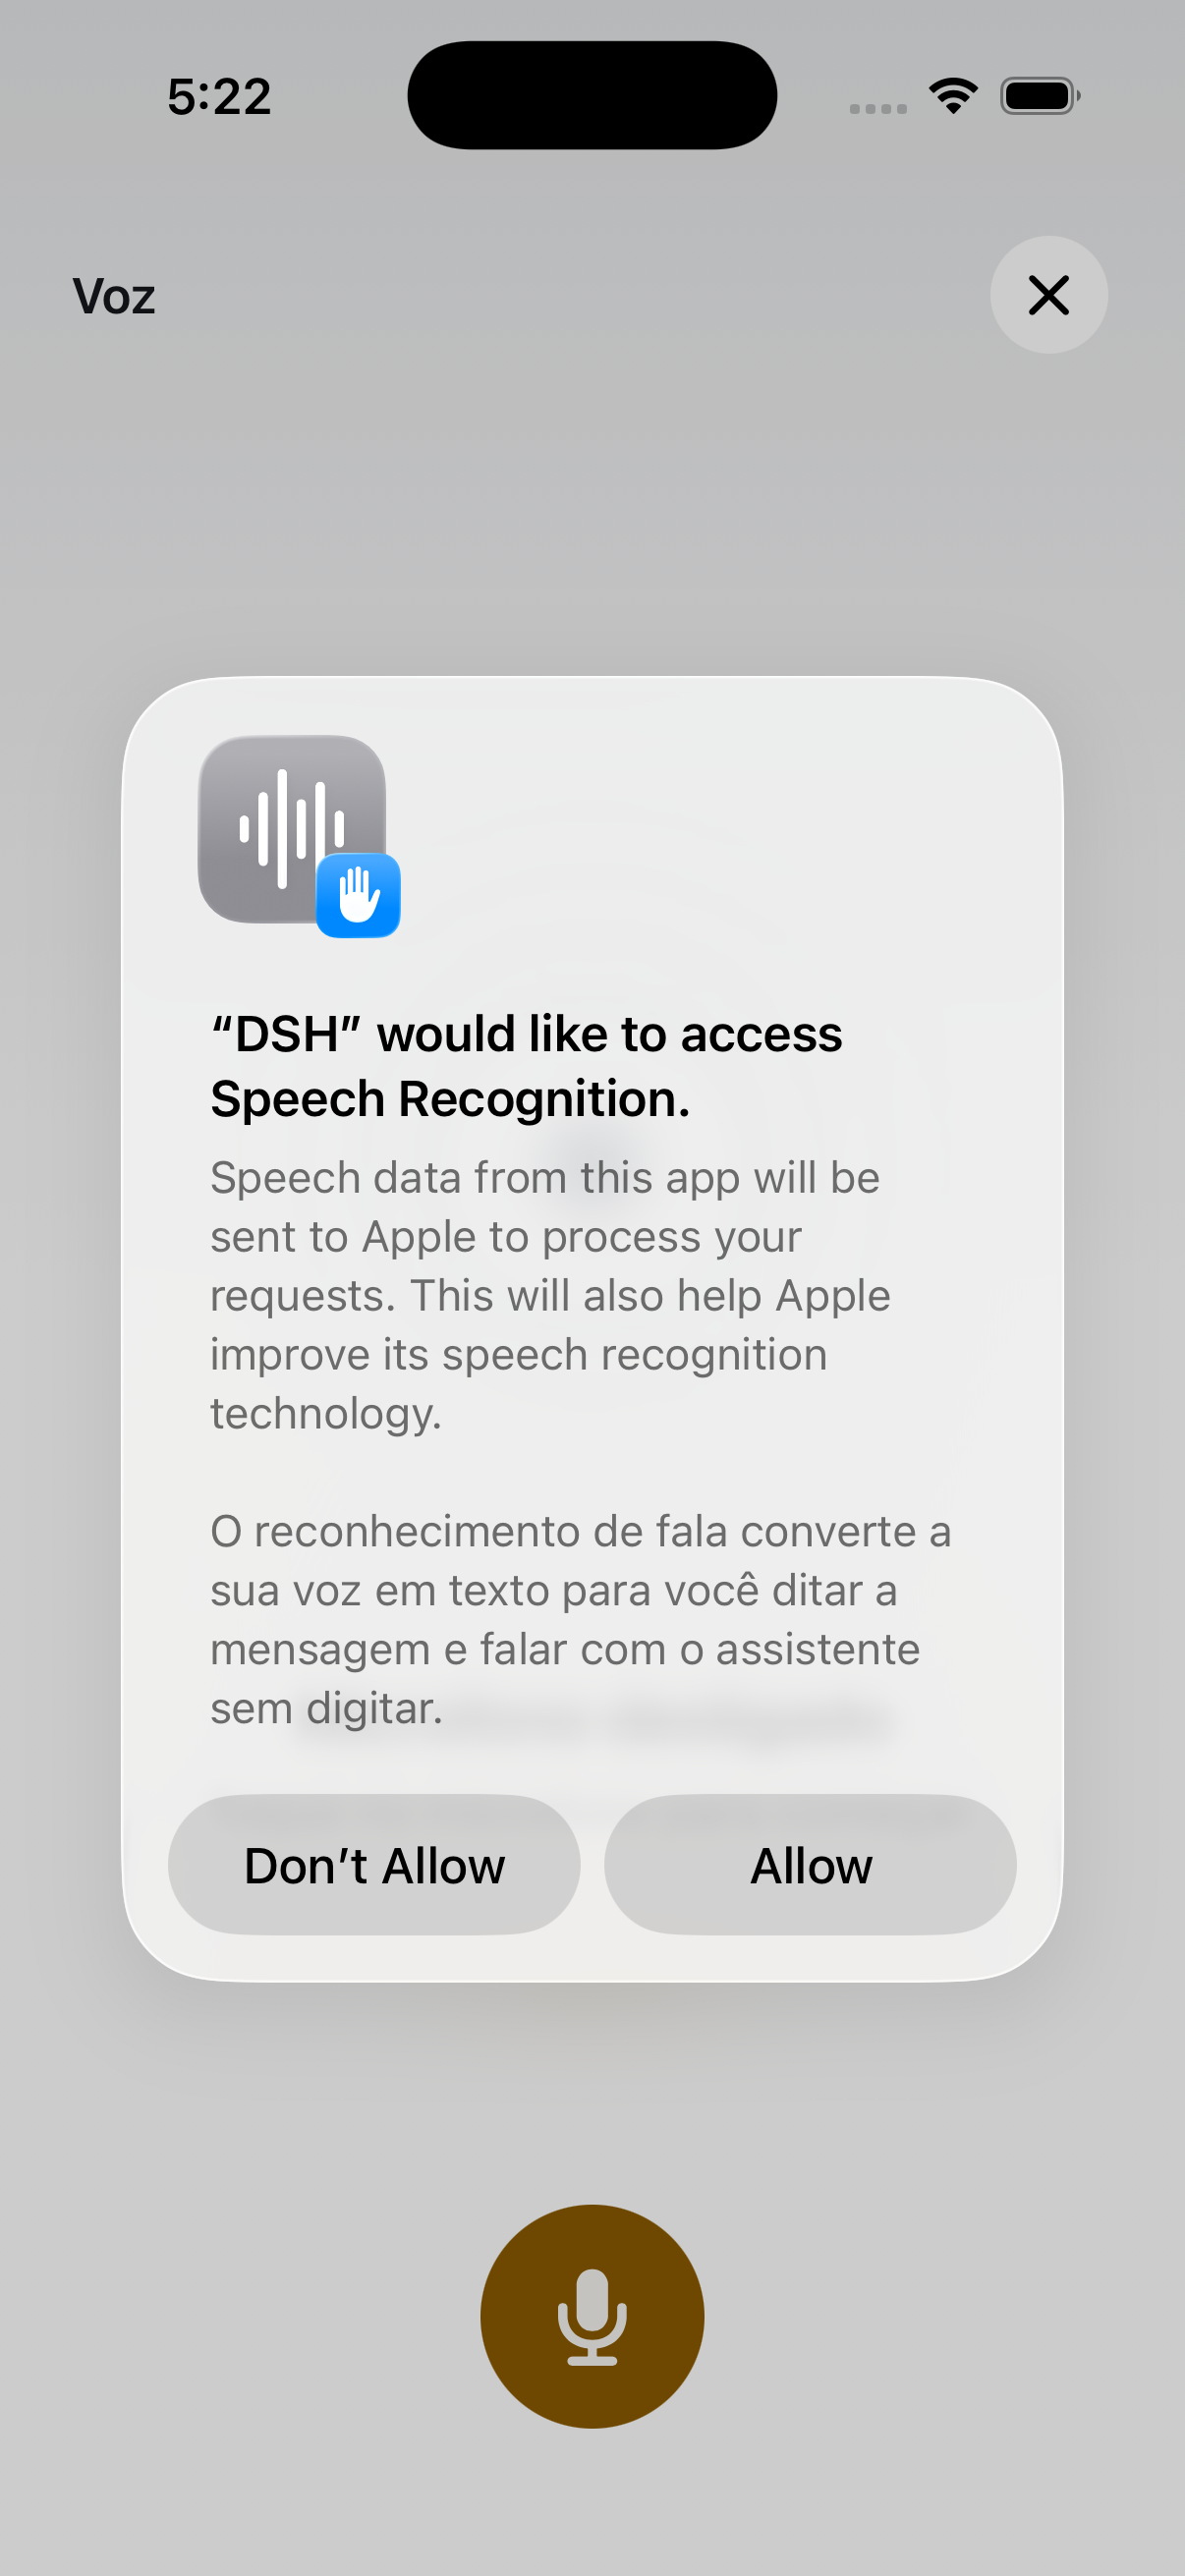 5:22
Voz
“DSH” would like to access
Speech Recognition.
Speech data from this app will be
sent to Apple to process your
requests. This will also help Apple
improve its speech recognition
technology.
O reconhecimento de fala converte a
sua voz em texto para você ditar a
mensagem e falar com o assistente
sem digitar.
Don’t Allow
Allow